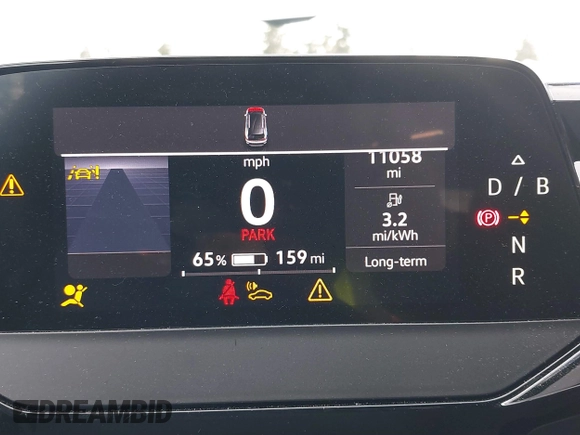 mph
0
PARK
65% 159 mi
11058
mi
3.2
mi/kWh
Long-term
D / B
P
N
R
DREAMBID